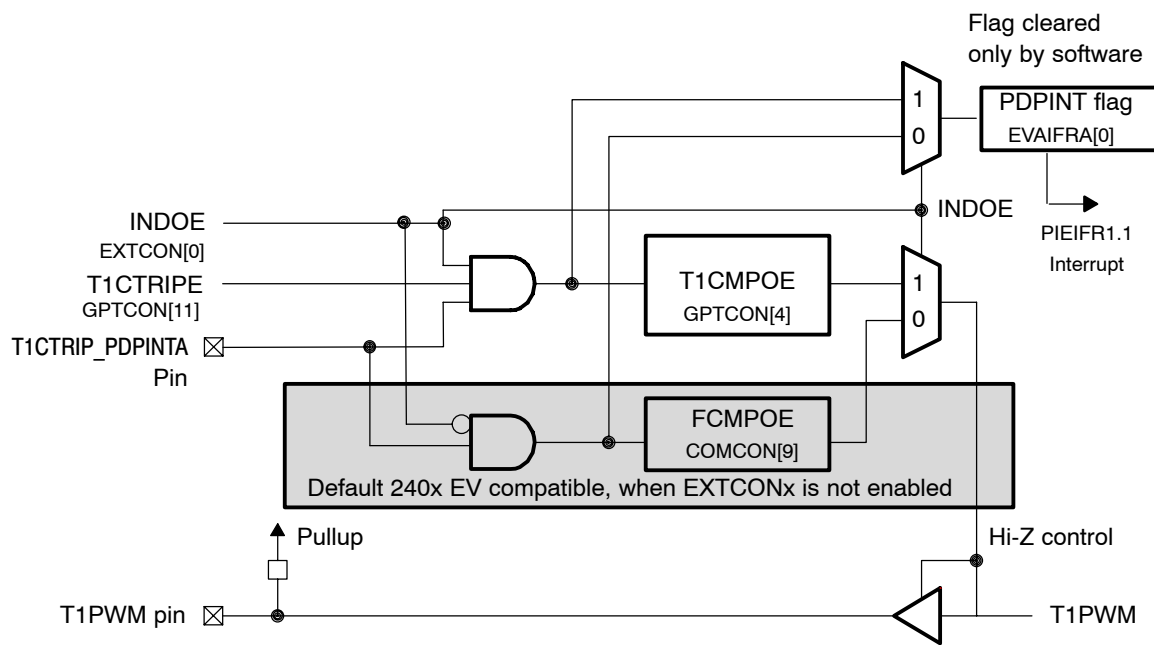 Flag cleared
only by software
1
0
PDPINT flag
EVAIFRA[0]
INDOE
EXTCON[0]
INDOE
PIEIFR1.1
Interrupt
T1CTRIPE
GPTCON[11]
T1CMPOE
GPTCON[4]
1
0
T1CTRIP_PDPINTA
Pin
FCMPOE
COMCON[9]
Default 240x EV compatible, when EXTCONx is not enabled
Pullup
Hi-Z control
T1PWM pin
T1PWM